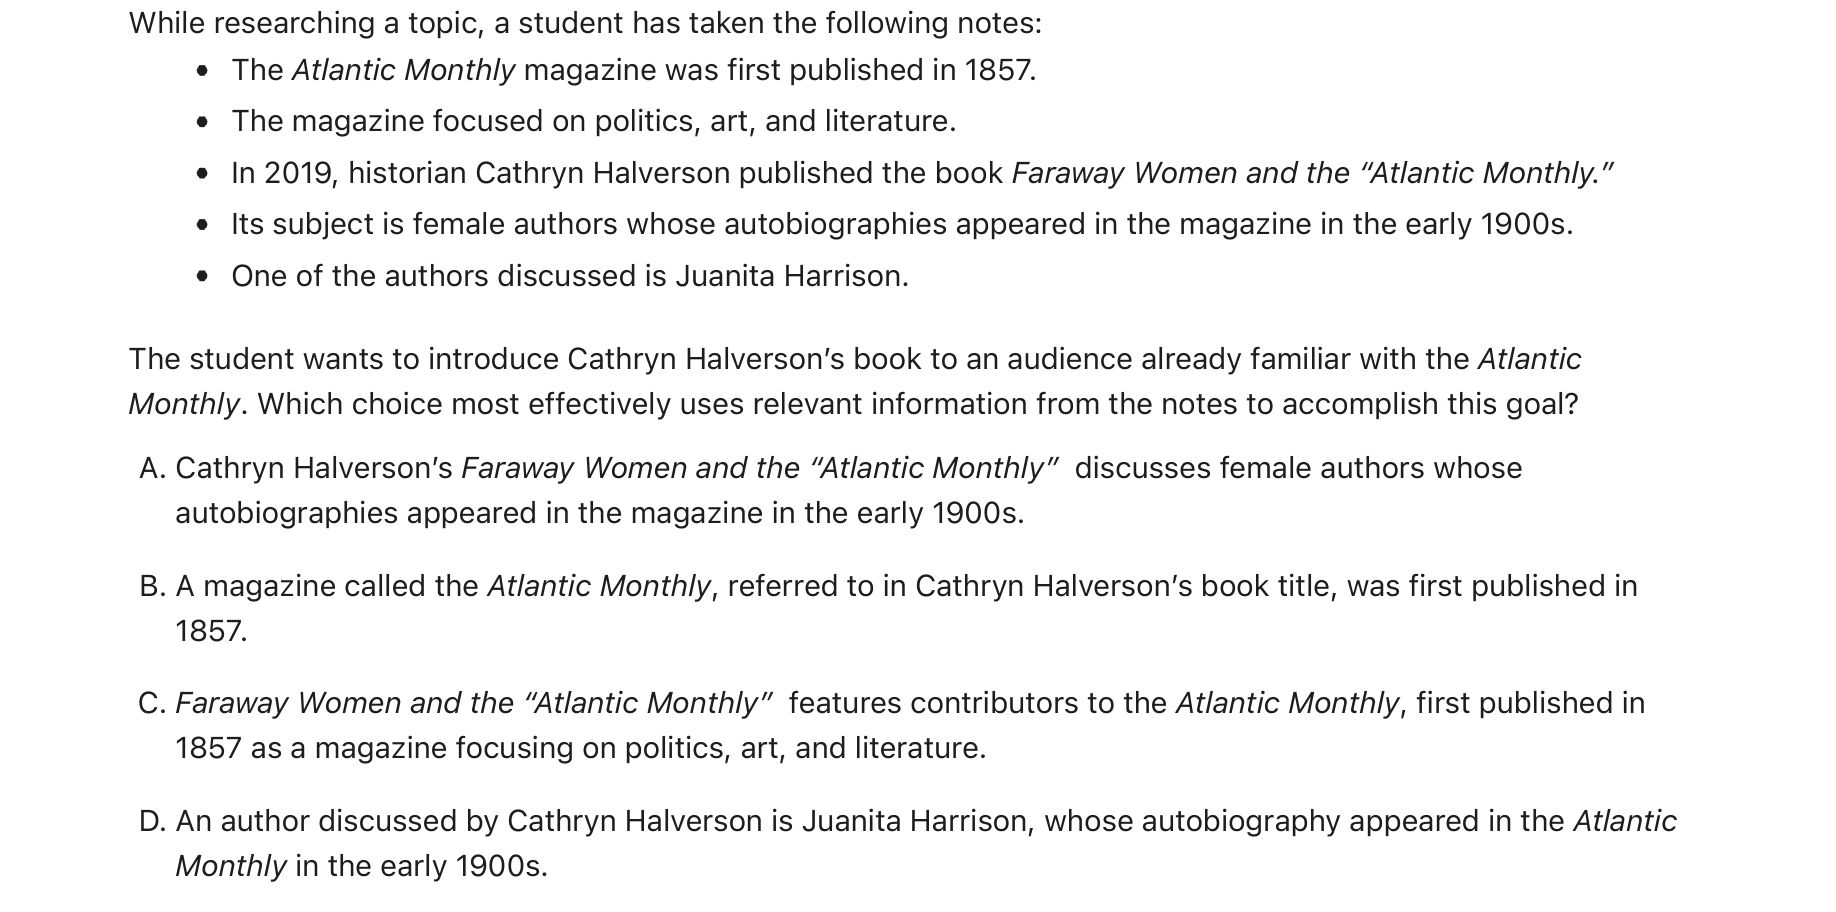 While researching a topic, a student has taken the following notes:
• The Atlantic Monthly magazine was first published in 1857.
• The magazine focused on politics, art, and literature.
• In 2019, historian Cathryn Halverson published the book Faraway Women and the “Atlantic Monthly.”
• Its subject is female authors whose autobiographies appeared in the magazine in the early 1900s.
• One of the authors discussed is Juanita Harrison.
The student wants to introduce Cathryn Halverson’s book to an audience already familiar with the Atlantic
Monthly. Which choice most effectively uses relevant information from the notes to accomplish this goal?
A. Cathryn Halverson’s Faraway Women and the “Atlantic Monthly” discusses female authors whose
autobiographies appeared in the magazine in the early 1900s.
B. A magazine called the Atlantic Monthly, referred to in Cathryn Halverson’s book title, was first published in
1857.
C. Faraway Women and the “Atlantic Monthly” features contributors to the Atlantic Monthly, first published in
1857 as a magazine focusing on politics, art, and literature.
D. An author discussed by Cathryn Halverson is Juanita Harrison, whose autobiography appeared in the Atlantic
Monthly in the early 1900s.